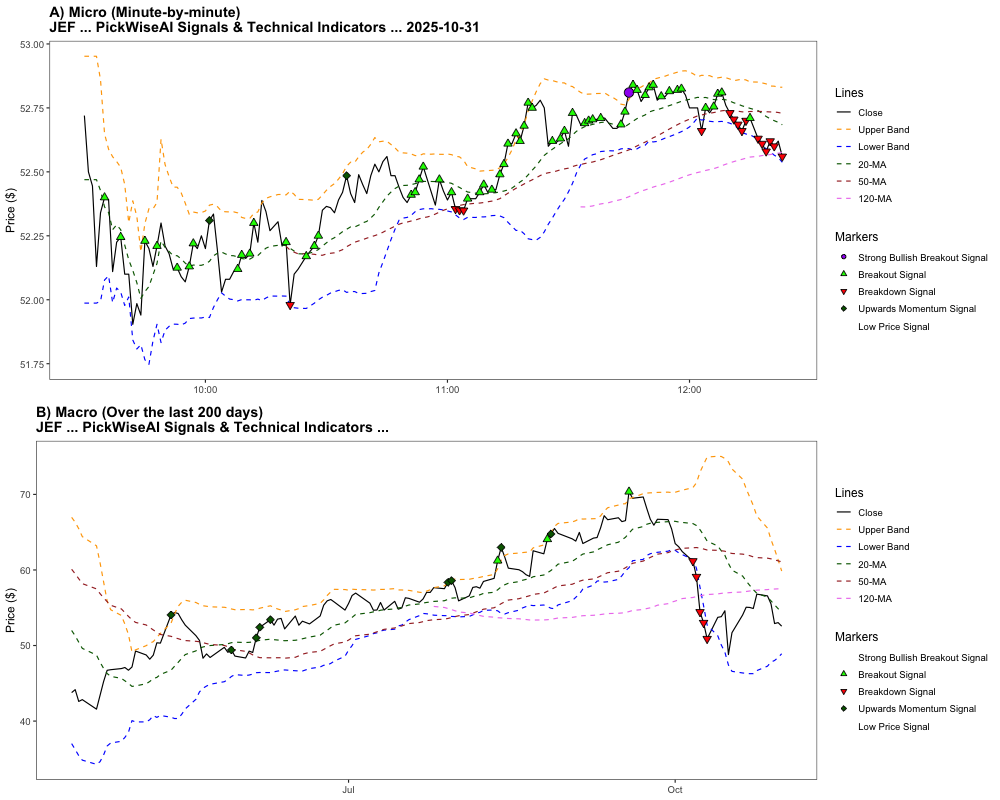 A) Micro (Minute-by-minute)
JEF ... PickWiseAI Signals & Technical Indicators ... 2025-10-31
53.00
52.75
52.50
52.25
52.00
51.75
Price ($)
10:00
11:00
12:00
Lines
Close
Upper Band
Lower Band
20-MA
50-MA
120-MA
Markers
Strong Bullish Breakout Signal
Breakout Signal
Breakdown Signal
Upwards Momentum Signal
Low Price Signal
B) Macro (Over the last 200 days)
JEF ... PickWiseAI Signals & Technical Indicators ...
70
60
50
40
Price ($)
Jul
Oct
Lines
Close
Upper Band
Lower Band
20-MA
50-MA
120-MA
Markers
Strong Bullish Breakout Signal
Breakout Signal
Breakdown Signal
Upwards Momentum Signal
Low Price Signal